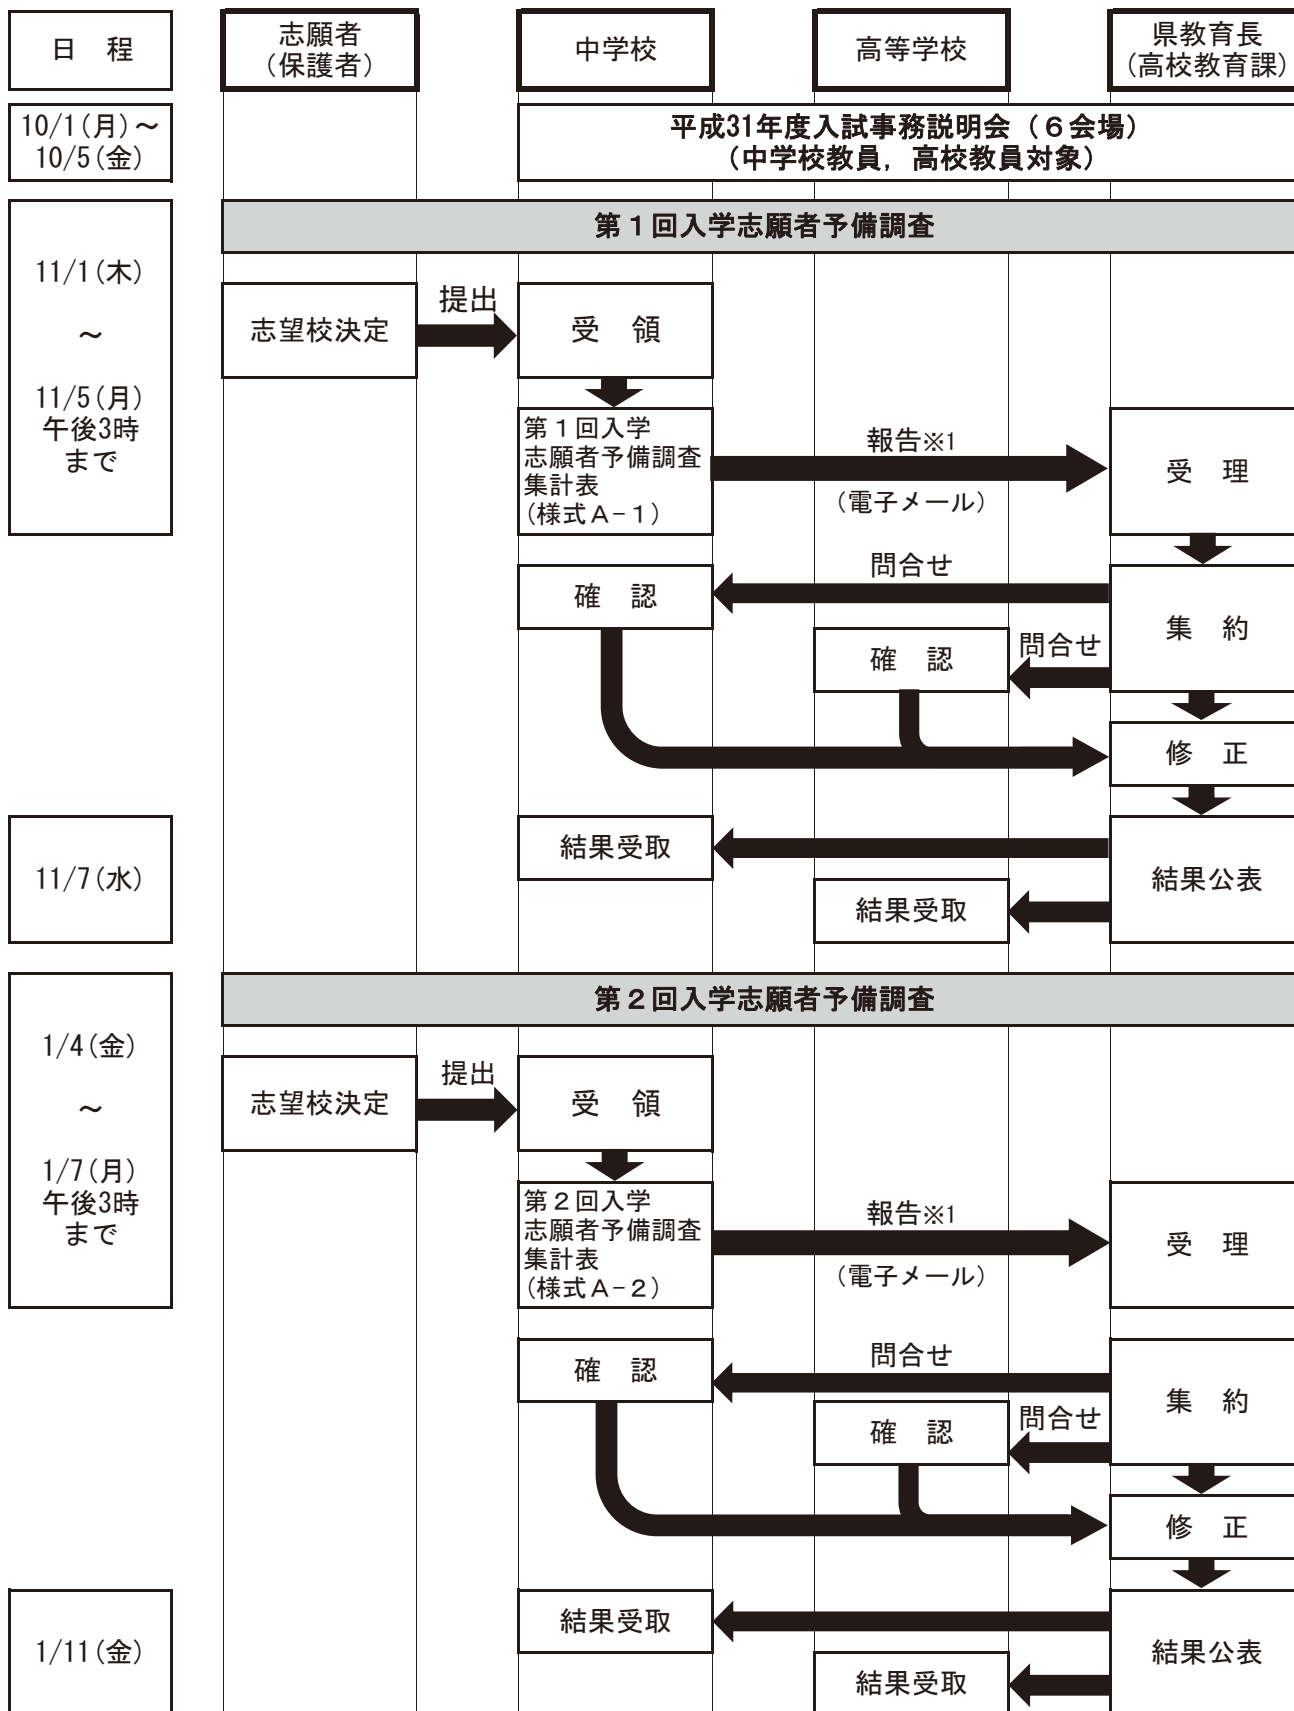 日　程
志願者
（保護者）
中学校
高等学校
県教育長
（高校教育課）
10/1（月）～
10/5（金）
平成31年度入試事務説明会（６会場）
（中学校教員，高校教員対象）
第１回入学志願者予備調査
11/1（木）
～
11/5（月）
午後3時
まで
志望校決定
提出
受　領
第１回入学
志願者予備調査
集計表
（様式Ａ−１）
報告※1
（電子メール）
受　理
確　認
問合せ
集　約
確　認
問合せ
修　正
11/7（水）
結果受取
結果公表
結果受取
第２回入学志願者予備調査
1/4（金）
～
1/7（月）
午後3時
まで
志望校決定
提出
受　領
第２回入学
志願者予備調査
集計表
（様式Ａ−２）
報告※1
（電子メール）
受　理
確　認
問合せ
集　約
確　認
問合せ
修　正
1/11（金）
結果受取
結果公表
結果受取